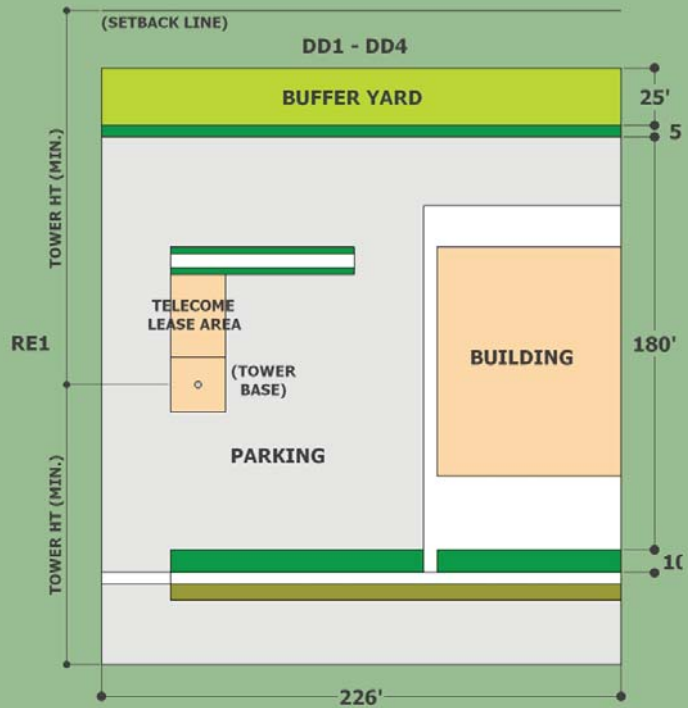 (SETBACK LINE)
DD1 - DD4
BUFFER YARD
25'
5
TOWER HT (MIN.)
TELECOME
LEASE AREA
RE1
(TOWER
BASE)
BUILDING
180'
PARKING
TOWER HT (MIN.)
10
226'